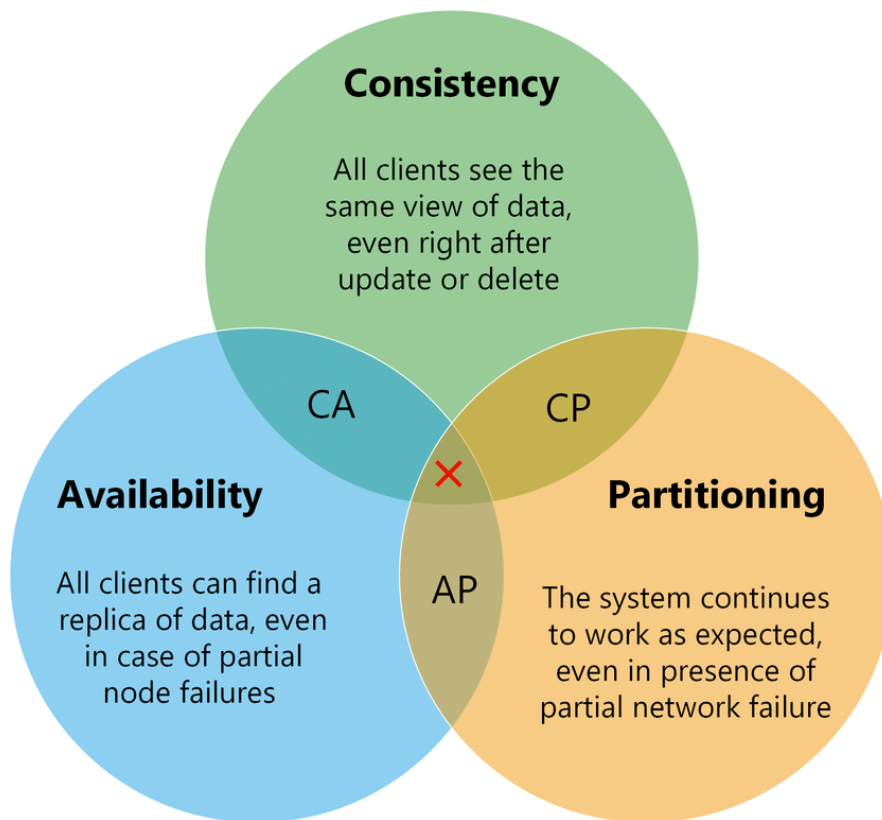 Consistency
All clients see the
same view of data,
even right after
update or delete
CA
CP
Availability
Partitioning
All clients can find a
replica of data, even
in case of partial
node failures
AP
The system continues
to work as expected,
even in presence of
partial network failure